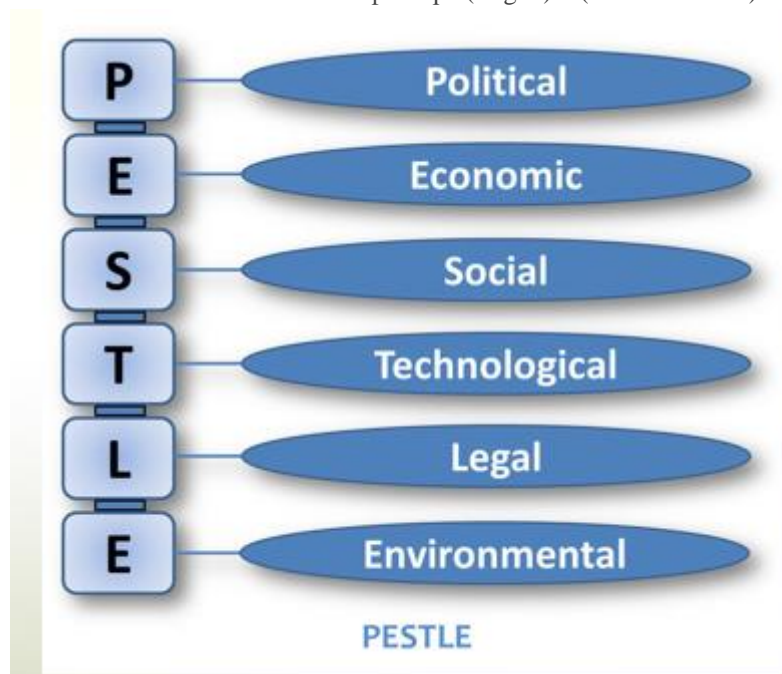 P Political
E Economic
S Social
T Technological
L Legal
E Environmental
PESTLE